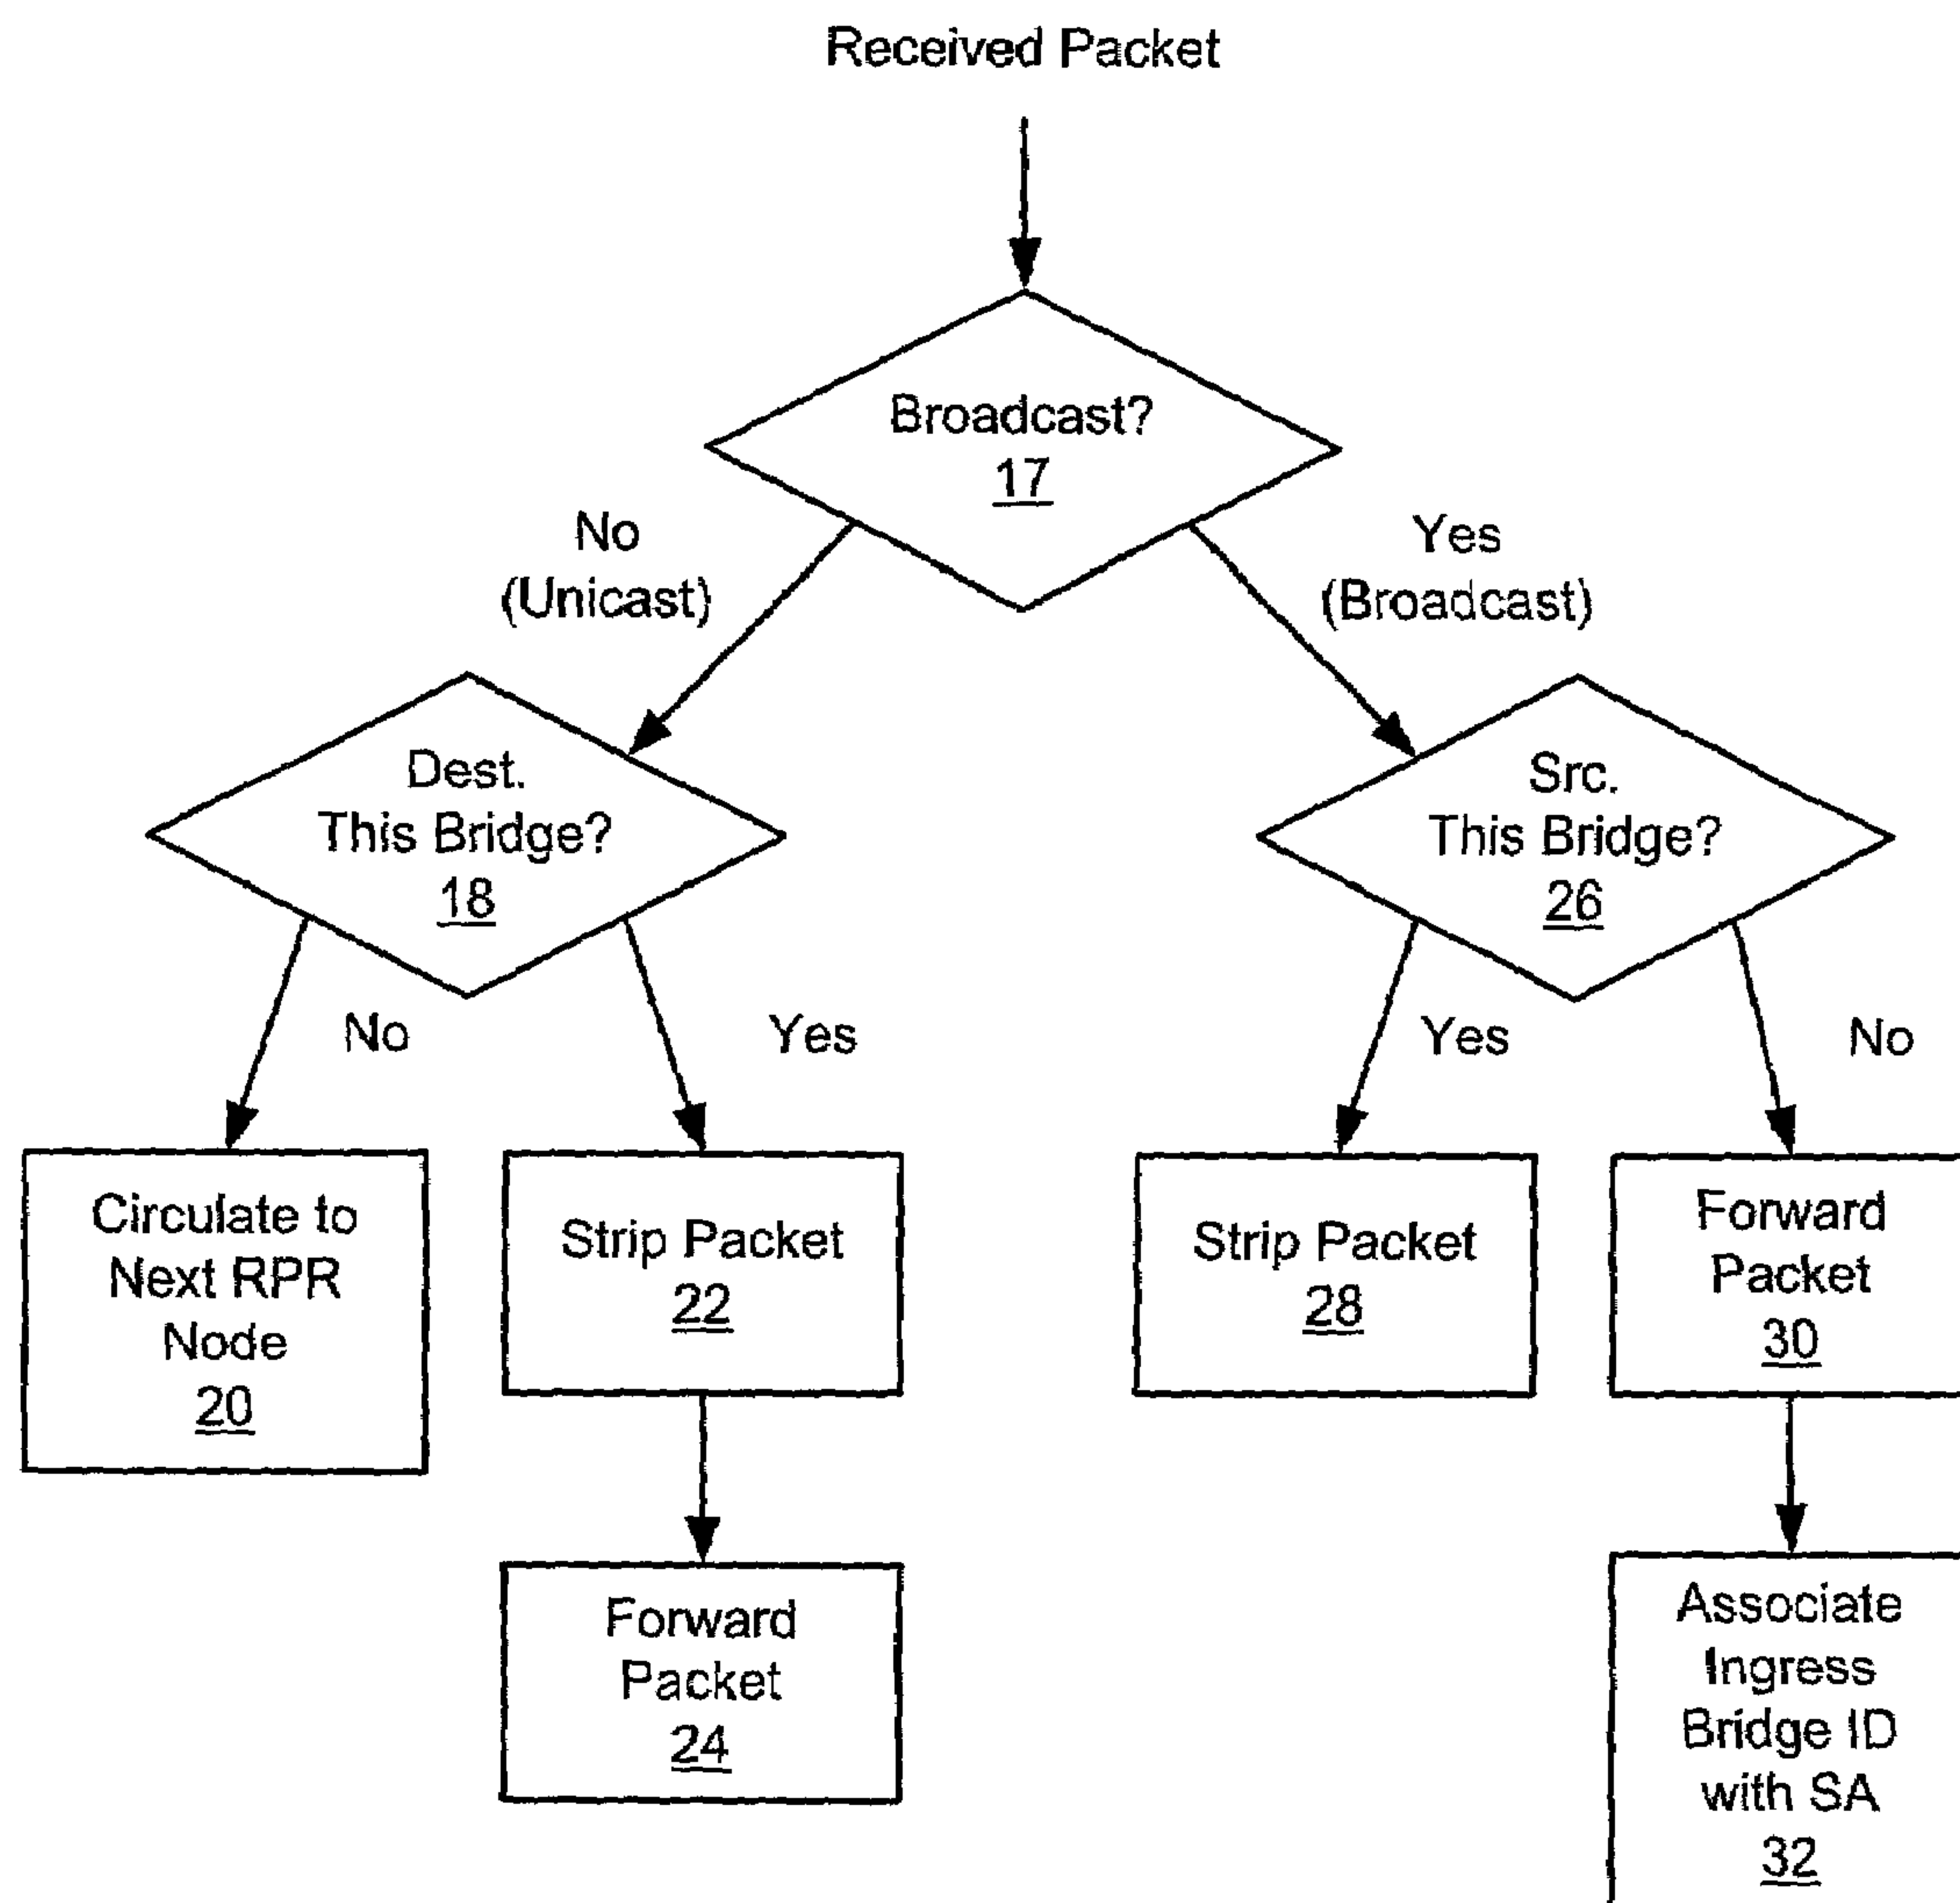 Received Packet
Broadcast?
17
No
(Unicast)
Yes
(Broadcast)
Dest.
This Bridge?
18
Src.
This Bridge?
26
No
Yes
Yes
No
Circulate to
Next RPR
Node
20
Strip Packet
22
Strip Packet
28
Forward
Packet
30
Forward
Packet
24
Associate
Ingress
Bridge ID
with SA
32